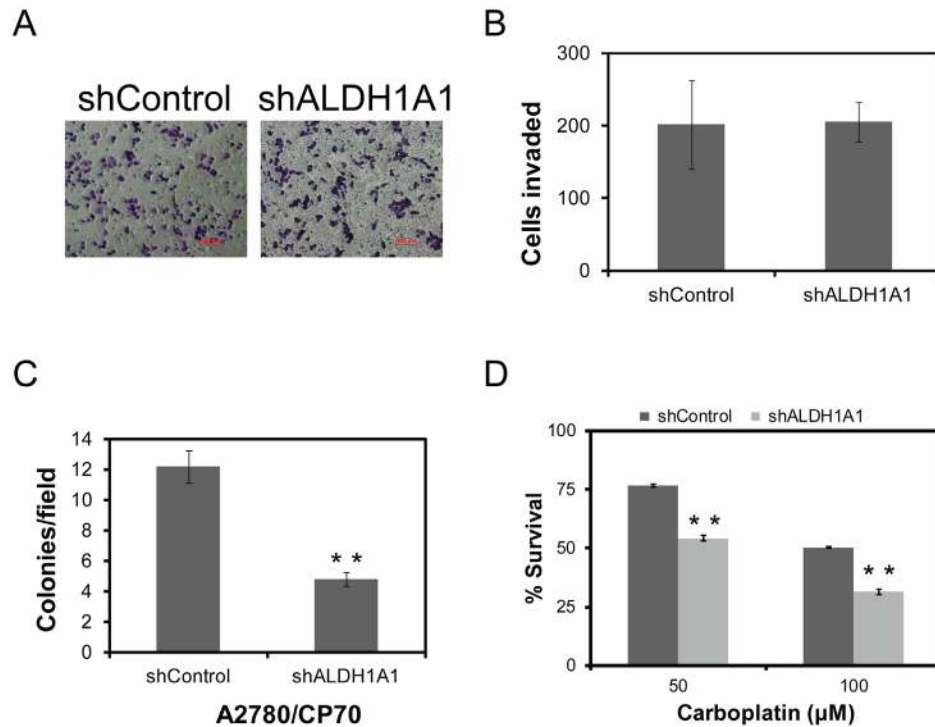 A
shControl shALDH1A1
B
300
200
100
0
Cells invaded
shControl shALDH1A1
C
14
12
10
8
6
4
2
0
Colonies/field
* *
shControl shALDH1A1
A2780/CP70
D
shControl shALDH1A1
100
75
50
25
0
% Survival
* *
* *
50 100
Carboplatin (µM)